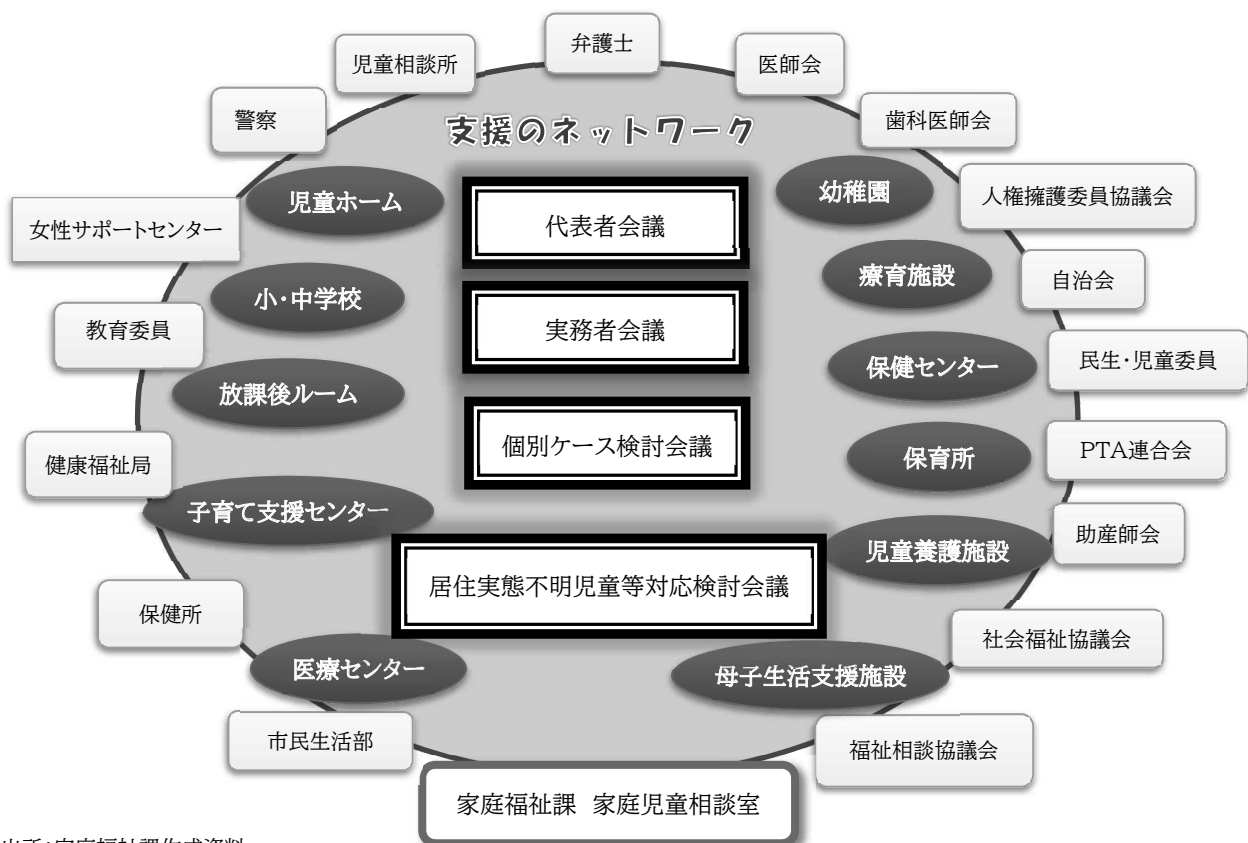 弁護士
児童相談所
医師会
警察
歯科医師会
支援のネットワーク
児童ホーム
幼稚園
人権擁護委員協議会
女性サポートセンター
代表者会議
小・中学校
療育施設
自治会
教育委員
実務者会議
保健センター
民生・児童委員
放課後ルーム
健康福祉局
個別ケース検討会議
保育所
PTA連合会
子育て支援センター
児童養護施設
助産師会
居住実態不明児童等対応検討会議
保健所
社会福祉協議会
医療センター
母子生活支援施設
市民生活部
福祉相談協議会
家庭福祉課 家庭児童相談室